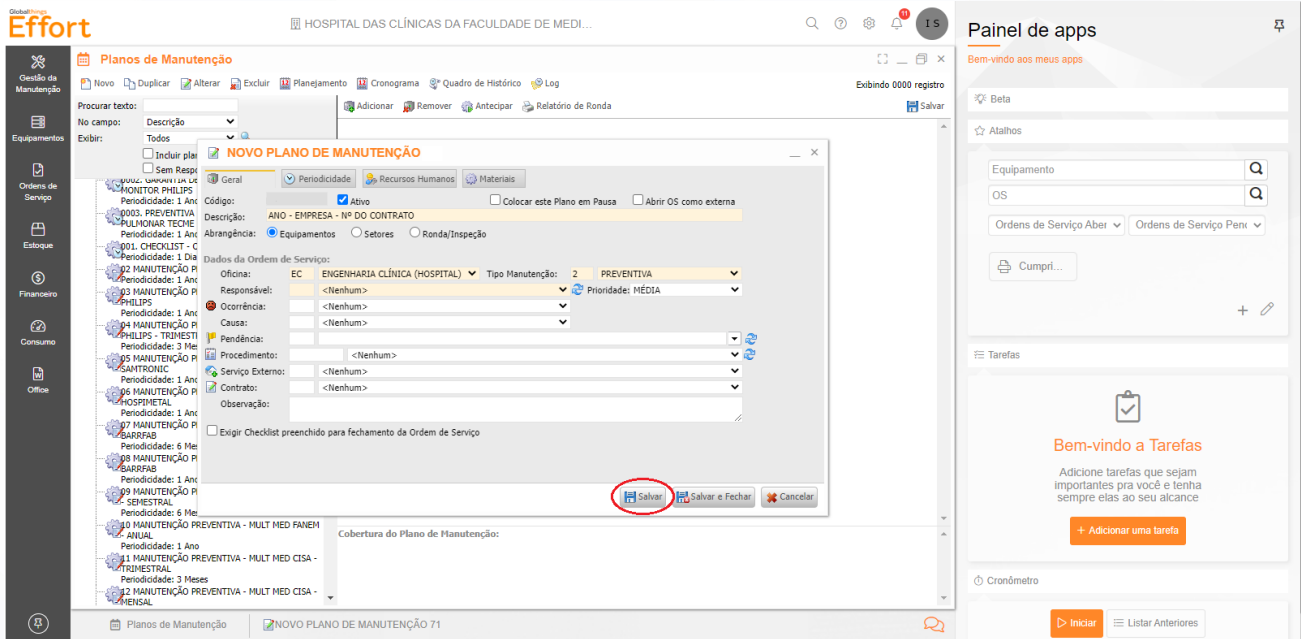 Globalthings
Effort
HOSPITAL DAS CLÍNICAS DA FACULDADE DE MEDI...
11
I S
Gestão da
Manutenção
Equipamentos
Ordens de
Serviço
Estoque
Financeiro
Consumo
Office
Planos de Manutenção
Novo Duplicar Alterar Excluir Planejamento Cronograma Quadro de Histórico Log
Exibindo 0000 registro
Procurar texto:
No campo: Descrição
Exibir: Todos
Incluir plan
Sem Respo
Adicionar Remover Antecipar Relatório de Ronda
Salvar
0002. GARANTIA DE
MONITOR PHILIPS
Periodicidade: 1 Ano
0003. PREVENTIVA
PULMONAR TECME
Periodicidade: 1 Ano
001. CHECKLIST - C
Periodicidade: 1 Dia
02 MANUTENÇÃO P
Periodicidade: 1 Ano
03 MANUTENÇÃO P
PHILIPS
Periodicidade: 1 Ano
04 MANUTENÇÃO P
PHILIPS - TRIMESTI
Periodicidade: 3 Mes
05 MANUTENÇÃO P
SAMTRONIC
Periodicidade: 1 Ano
06 MANUTENÇÃO P
HOSPIMETAL
Periodicidade: 1 Ano
07 MANUTENÇÃO P
BARRFAB
Periodicidade: 6 Mes
08 MANUTENÇÃO P
BARRFAB
Periodicidade: 1 Ano
09 MANUTENÇÃO P
- SEMESTRAL
Periodicidade: 6 Mes
10 MANUTENÇÃO PREVENTIVA - MULT MED FANEM
- ANUAL
Periodicidade: 1 Ano
11 MANUTENÇÃO PREVENTIVA - MULT MED CISA -
TRIMESTRAL
Periodicidade: 3 Meses
12 MANUTENÇÃO PREVENTIVA - MULT MED CISA -
MENSAL
NOVO PLANO DE MANUTENÇÃO
Geral Periodicidade Recursos Humanos Materiais
Código: Ativo Colocar este Plano em Pausa Abrir OS como externa
Descrição: ANO - EMPRESA - Nº DO CONTRATO
Abrangência: Equipamentos Setores Ronda/Inspeção
Dados da Ordem de Serviço:
Oficina: EC ENGENHARIA CLÍNICA (HOSPITAL) Tipo Manutenção: 2 PREVENTIVA
Responsável: <Nenhum> Prioridade: MÉDIA
Ocorrência: <Nenhum>
Causa: <Nenhum>
Pendência:
Procedimento: <Nenhum>
Serviço Externo: <Nenhum>
Contrato: <Nenhum>
Observação:
Exigir Checklist preenchido para fechamento da Ordem de Serviço
Salvar Salvar e Fechar Cancelar
Cobertura do Plano de Manutenção:
Planos de Manutenção NOVO PLANO DE MANUTENÇÃO 71
Painel de apps
Bem-vindo aos meus apps
Beta
Atalhos
Equipamento
OS
Ordens de Serviço Aber Ordens de Serviço Penc
Cumpri...
Tarefas
Bem-vindo a Tarefas
Adicione tarefas que sejam
importantes pra você e tenha
sempre elas ao seu alcance
+ Adicionar uma tarefa
Cronômetro
Iniciar Listar Anteriores